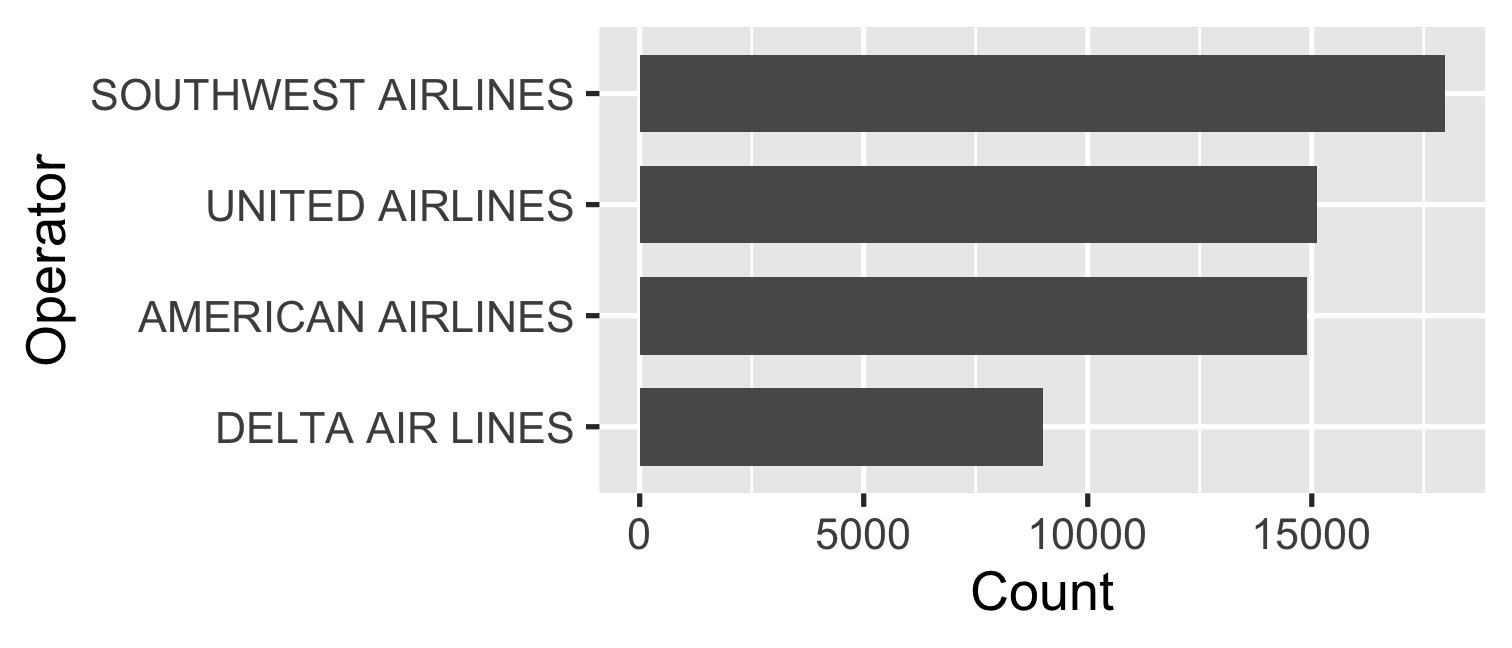 Operator
SOUTHWEST AIRLINES
UNITED AIRLINES
AMERICAN AIRLINES
DELTA AIR LINES
0 5000 10000 15000
Count